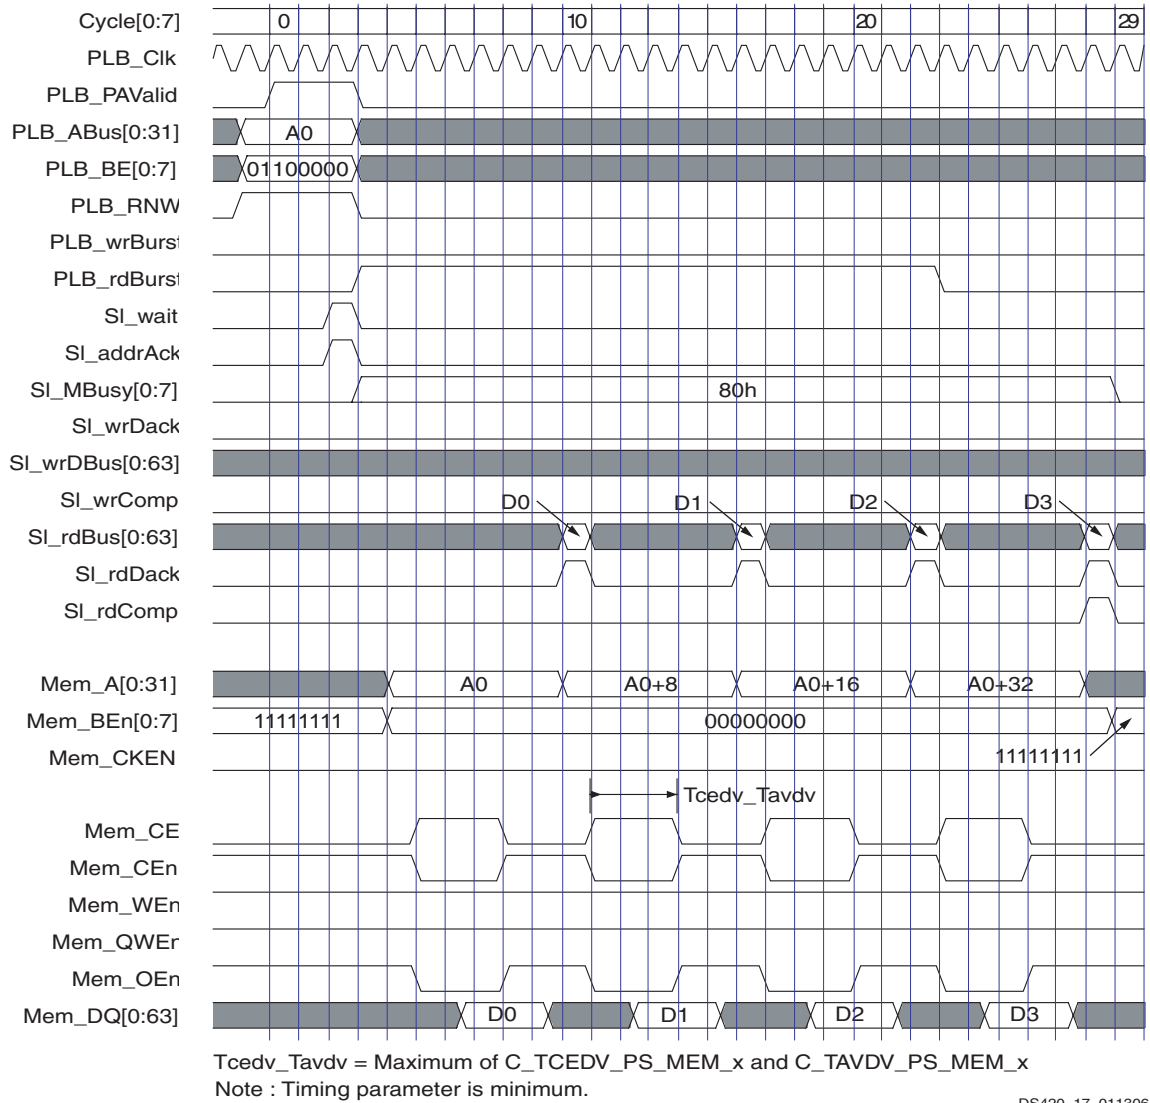 Cycle[0:7] 0 10 20 29
PLB_Clk
PLB_PAValid
PLB_ABus[0:31] A0
PLB_BE[0:7] 01100000
PLB_RNW
PLB_wrBurst
PLB_rdBurst
Sl_wait
Sl_addrAck
Sl_MBusy[0:7] 80h
Sl_wrDack
Sl_wrDBus[0:63]
Sl_wrComp D0 D1 D2 D3
Sl_rdBus[0:63]
Sl_rdDack
Sl_rdComp
Mem_A[0:31] A0 A0+8 A0+16 A0+32
Mem_BEn[0:7] 11111111 00000000
Mem_CKEN 11111111
Tcedv_Tavdv
Mem_CE
Mem_CEn
Mem_WEn
Mem_QWEn
Mem_OEn
Mem_DQ[0:63] D0 D1 D2 D3
Tcedv_Tavdv = Maximum of C_TCEDV_PS_MEM_x and C_TAVDV_PS_MEM_x
Note : Timing parameter is minimum.
DS420_17_011306